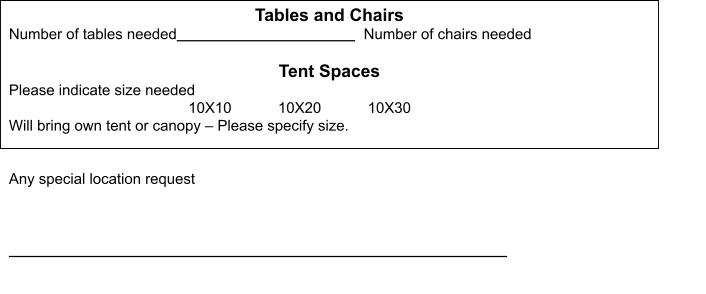 Tables and Chairs
Number of tables needed______________________ Number of chairs needed
Tent Spaces
Please indicate size needed
10X10 10X20 10X30
Will bring own tent or canopy – Please specify size.
Any special location request